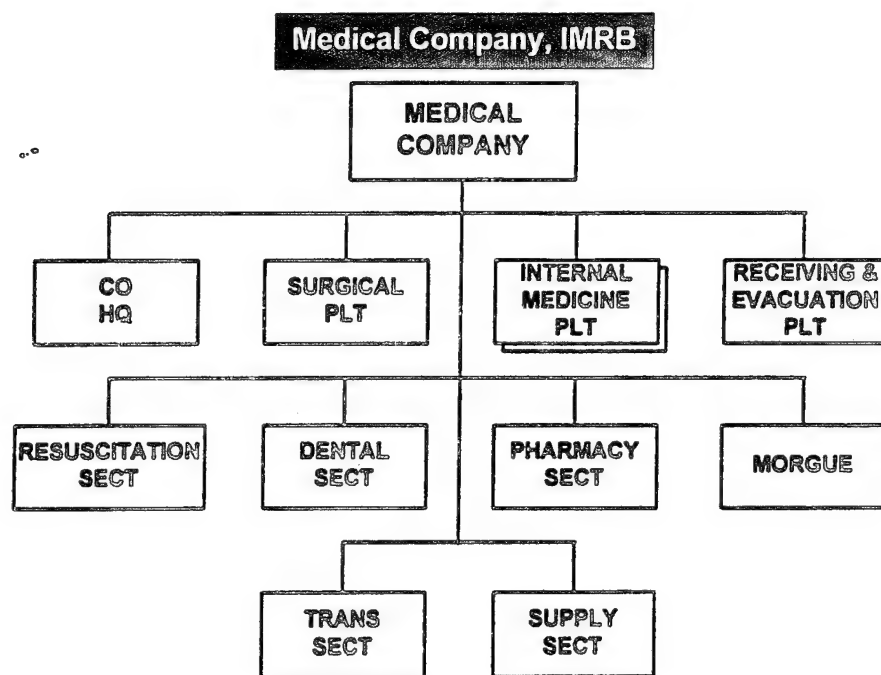 Medical Company, IMRB
MEDICAL
COMPANY
CO
HQ
SURGICAL
PLT
INTERNAL
MEDICINE
PLT
RECEIVING &
EVACUATION
PLT
RESUSCITATION
SECT
DENTAL
SECT
PHARMACY
SECT
MORGUE
TRANS
SECT
SUPPLY
SECT